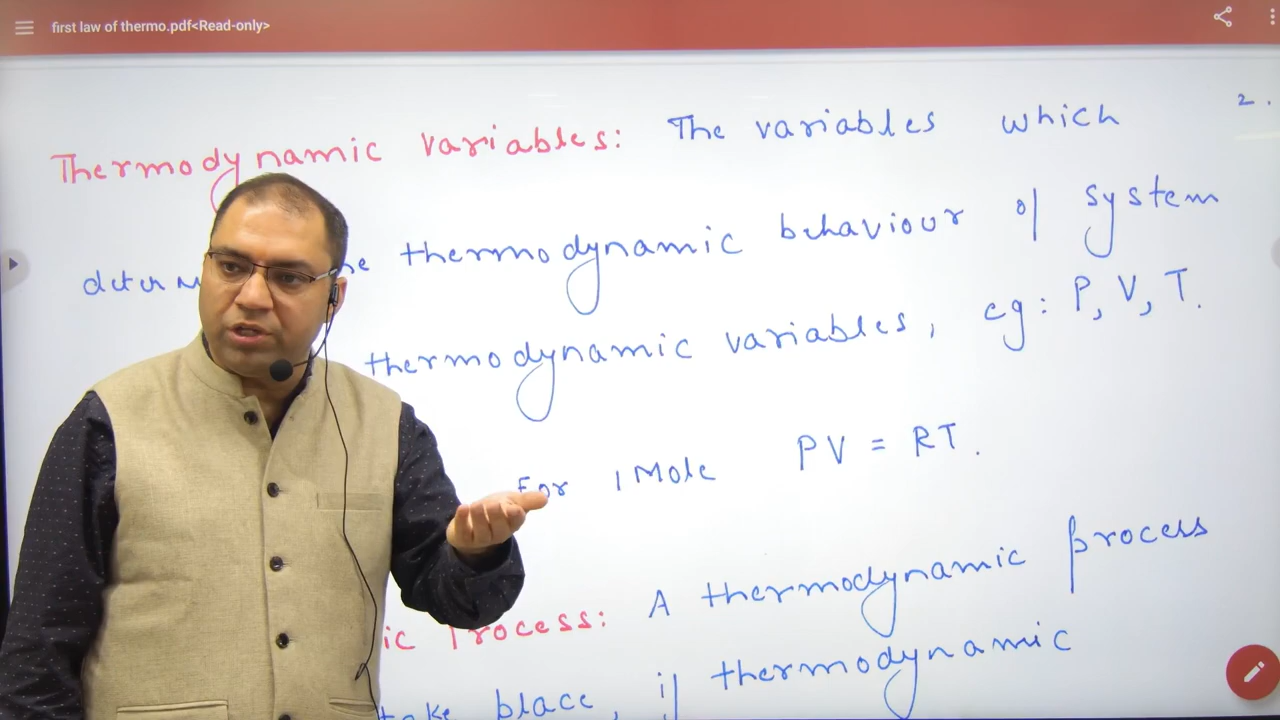 first law of thermo.pdf<Read-only>
2.
Thermodynamic variables: The variables which
thermodynamic behaviour of system
thermodynamic variables, eg: P, V, T.
For 1 Mole PV = RT.
Process: A thermodynamic process
take place, if thermodynamic